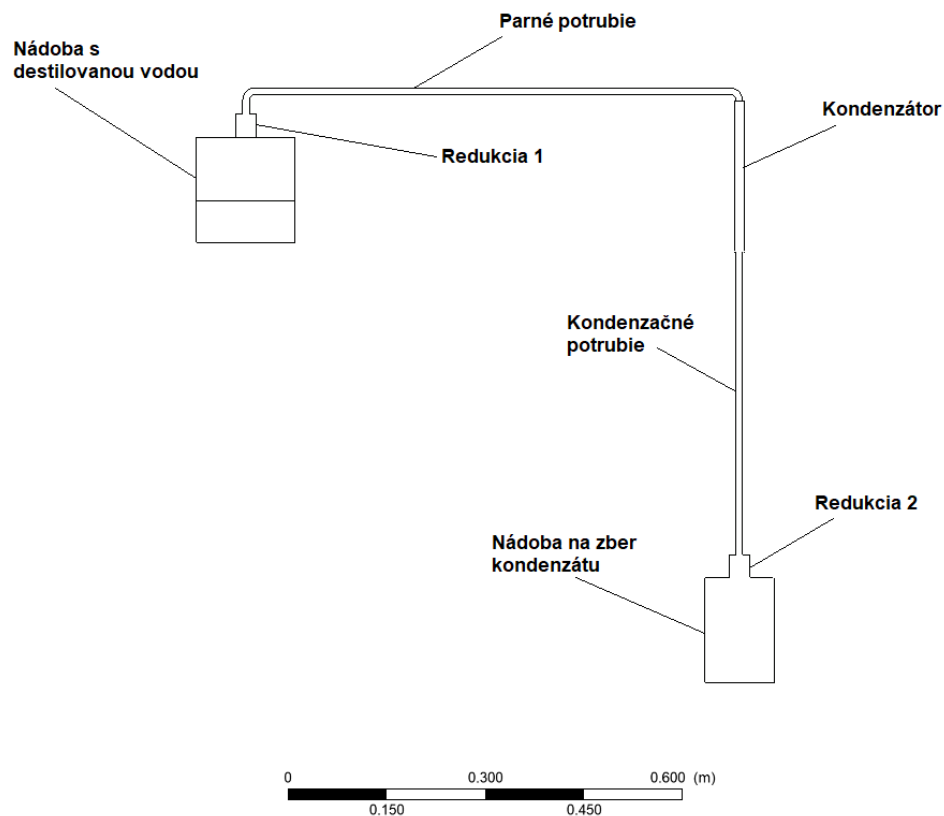 Parné potrubie
Nádoba s
destilovanou vodou
Kondenzátor
Redukcia 1
Kondenzačné
potrubie
Redukcia 2
Nádoba na zber
kondenzátu
0 0.300 0.600 (m)
0.150 0.450